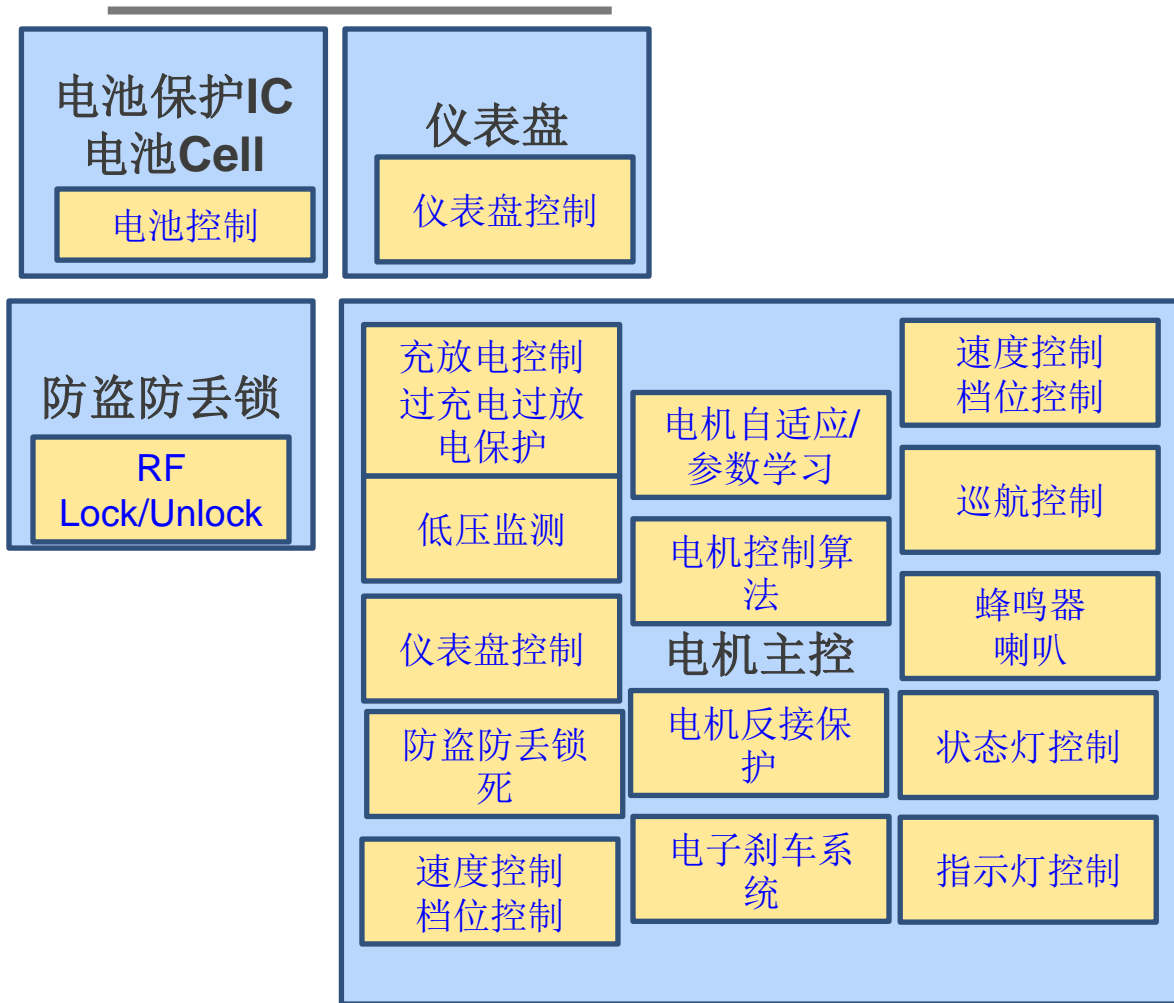 电池保护IC
电池Cell
电池控制
仪表盘
仪表盘控制
防盗防丢锁
RF
Lock/Unlock
充放电控制
过充电过放
电保护
低压监测
仪表盘控制
防盗防丢锁
死
速度控制
档位控制
电机自适应/
参数学习
电机控制算
法
电机主控
电机反接保
护
电子刹车系
统
速度控制
档位控制
巡航控制
蜂鸣器
喇叭
状态灯控制
指示灯控制